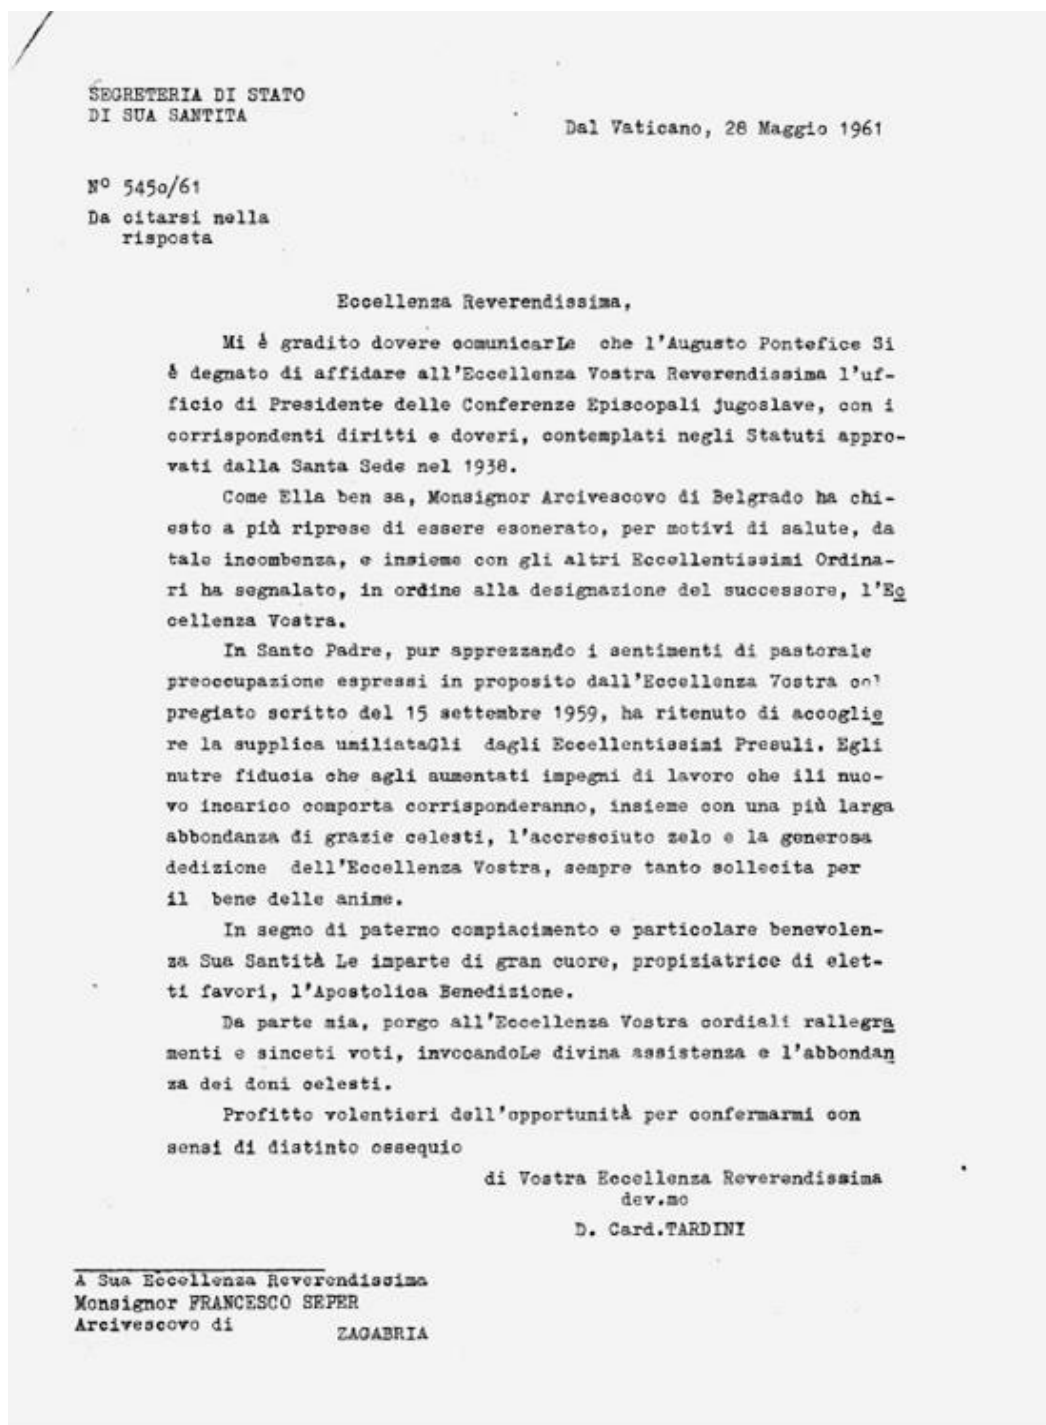 SEGRETERIA DI STATO
DI SUA SANTITA
Dal Vaticano, 28 Maggio 1961
Nº 545o/61
Da citarsi nella
risposta
Eccellenza Reverendissima,
Mi è gradito dovere comunicarLe che l'Augusto Pontefice Si
è degnato di affidare all'Eccellenza Vostra Reverendissima l'uf-
ficio di Presidente delle Conferenze Episcopali jugoslave, con i
corrispondenti diritti e doveri, contemplati negli Statuti appro-
vati dalla Santa Sede nel 1938.
Come Ella ben sa, Monsignor Arcivescovo di Belgrado ha chi-
esto a più riprese di essere esonerato, per motivi di salute, da
tale incombenza, e insieme con gli altri Eccellentissimi Ordina-
ri ha segnalato, in ordine alla designazione del successore, l'Ec
cellenza Vostra.
In Santo Padre, pur apprezzando i sentimenti di pastorale
preoccupazione espressi in proposito dall'Eccellenza Vostra col
pregiato scritto del 15 settembre 1959, ha ritenuto di accoglie
re la supplica umiliataGli dagli Eccellentissimi Presuli. Egli
nutre fiducia che agli aumentati impegni di lavoro che ili nuo-
vo incarico comporta corrisponderanno, insieme con una più larga
abbondanza di grazie celesti, l'accresciuto zelo e la generosa
dedizione dell'Eccellenza Vostra, sempre tanto sollecita per
il bene delle anime.
In segno di paterno compiacimento e particolare benevolen-
za Sua Santità Le imparte di gran cuore, propiziatrice di elet-
ti favori, l'Apostolica Benedizione.
Da parte mia, porgo all'Eccellenza Vostra cordiali rallegra
menti e sinceti voti, invocandoLe divina assistenza e l'abbondan
za dei doni celesti.
Profitto volentieri dell'opportunità per confermarmi con
sensi di distinto ossequio
di Vostra Eccellenza Reverendissima
dev.mo
D. Card.TARDINI
A Sua Eccellenza Reverendissima
Monsignor FRANCESCO SEPER
Arcivescovo di
ZAGABRIA